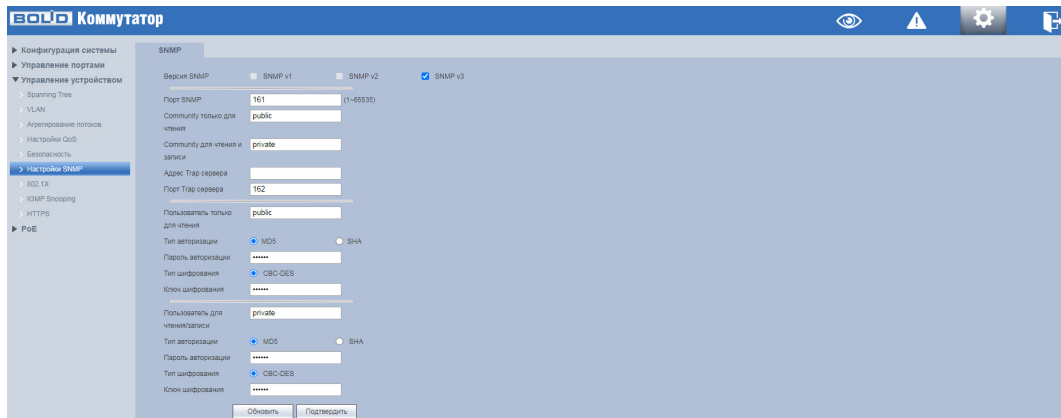 BOLID Коммутатор
Конфигурация системы
Управление портами
Управление устройством
Spanning Tree
VLAN
Агрегирование потоков
Настройки QoS
Безопасность
Настройки SNMP
802.1X
IGMP Snooping
HTTPS
PoE
SNMP
Версия SNMP SNMP v1 SNMP v2 SNMP v3
Порт SNMP 161 (1~65535)
Community только для public
чтения
Community для чтения и private
записи
Адрес Trap сервера
Порт Trap сервера 162
Пользователь только public
для чтения
Тип авторизации MD5 SHA
Пароль авторизации ••••••
Тип шифрования CBC-DES
Ключ шифрования ••••••
Пользователь для private
чтения/записи
Тип авторизации MD5 SHA
Пароль авторизации ••••••
Тип шифрования CBC-DES
Ключ шифрования ••••••
Обновить Подтвердить